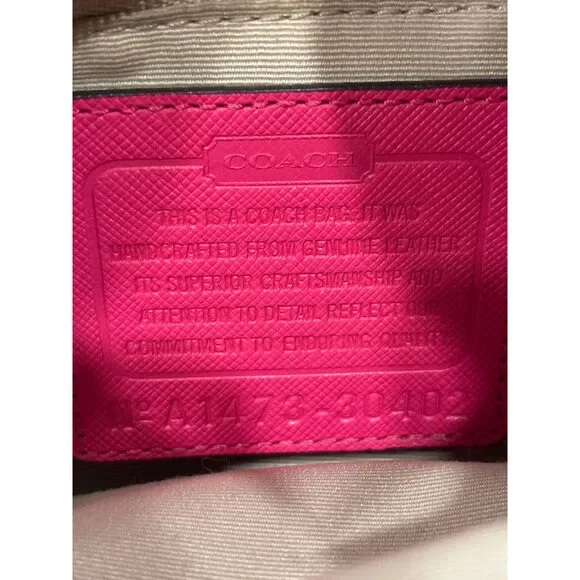 COACH
THIS IS A COACH BAG. IT WAS
HANDCRAFTED FROM GENUINE LEATHER.
ITS SUPERIOR CRAFTSMANSHIP AND
ATTENTION TO DETAIL REFLECT OUR
COMMITMENT TO ENDURING QUALITY.
Nº A1473-30402